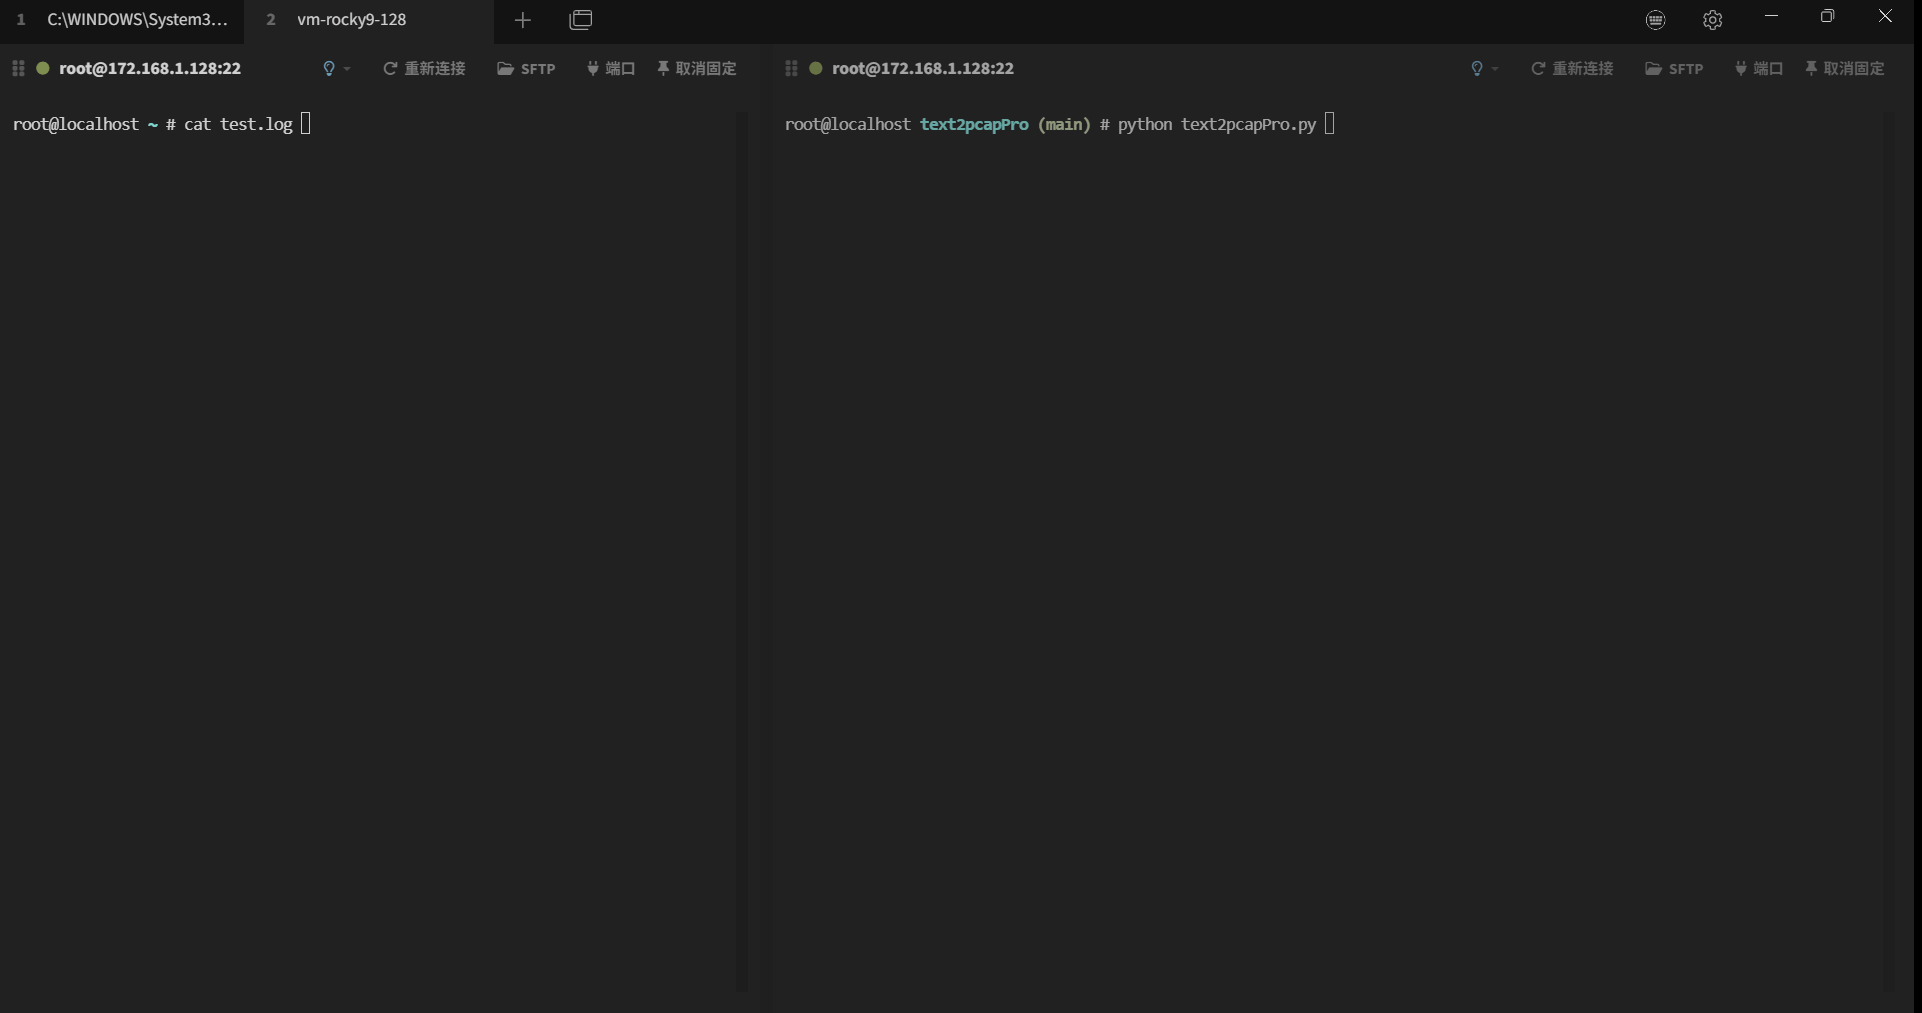 1 C:\WINDOWS\System3... 2 vm-rocky9-128
root@172.168.1.128:22 重新连接 SFTP 端口 取消固定
root@localhost ~ # cat test.log
root@172.168.1.128:22 重新连接 SFTP 端口 取消固定
root@localhost text2pcapPro (main) # python text2pcapPro.py